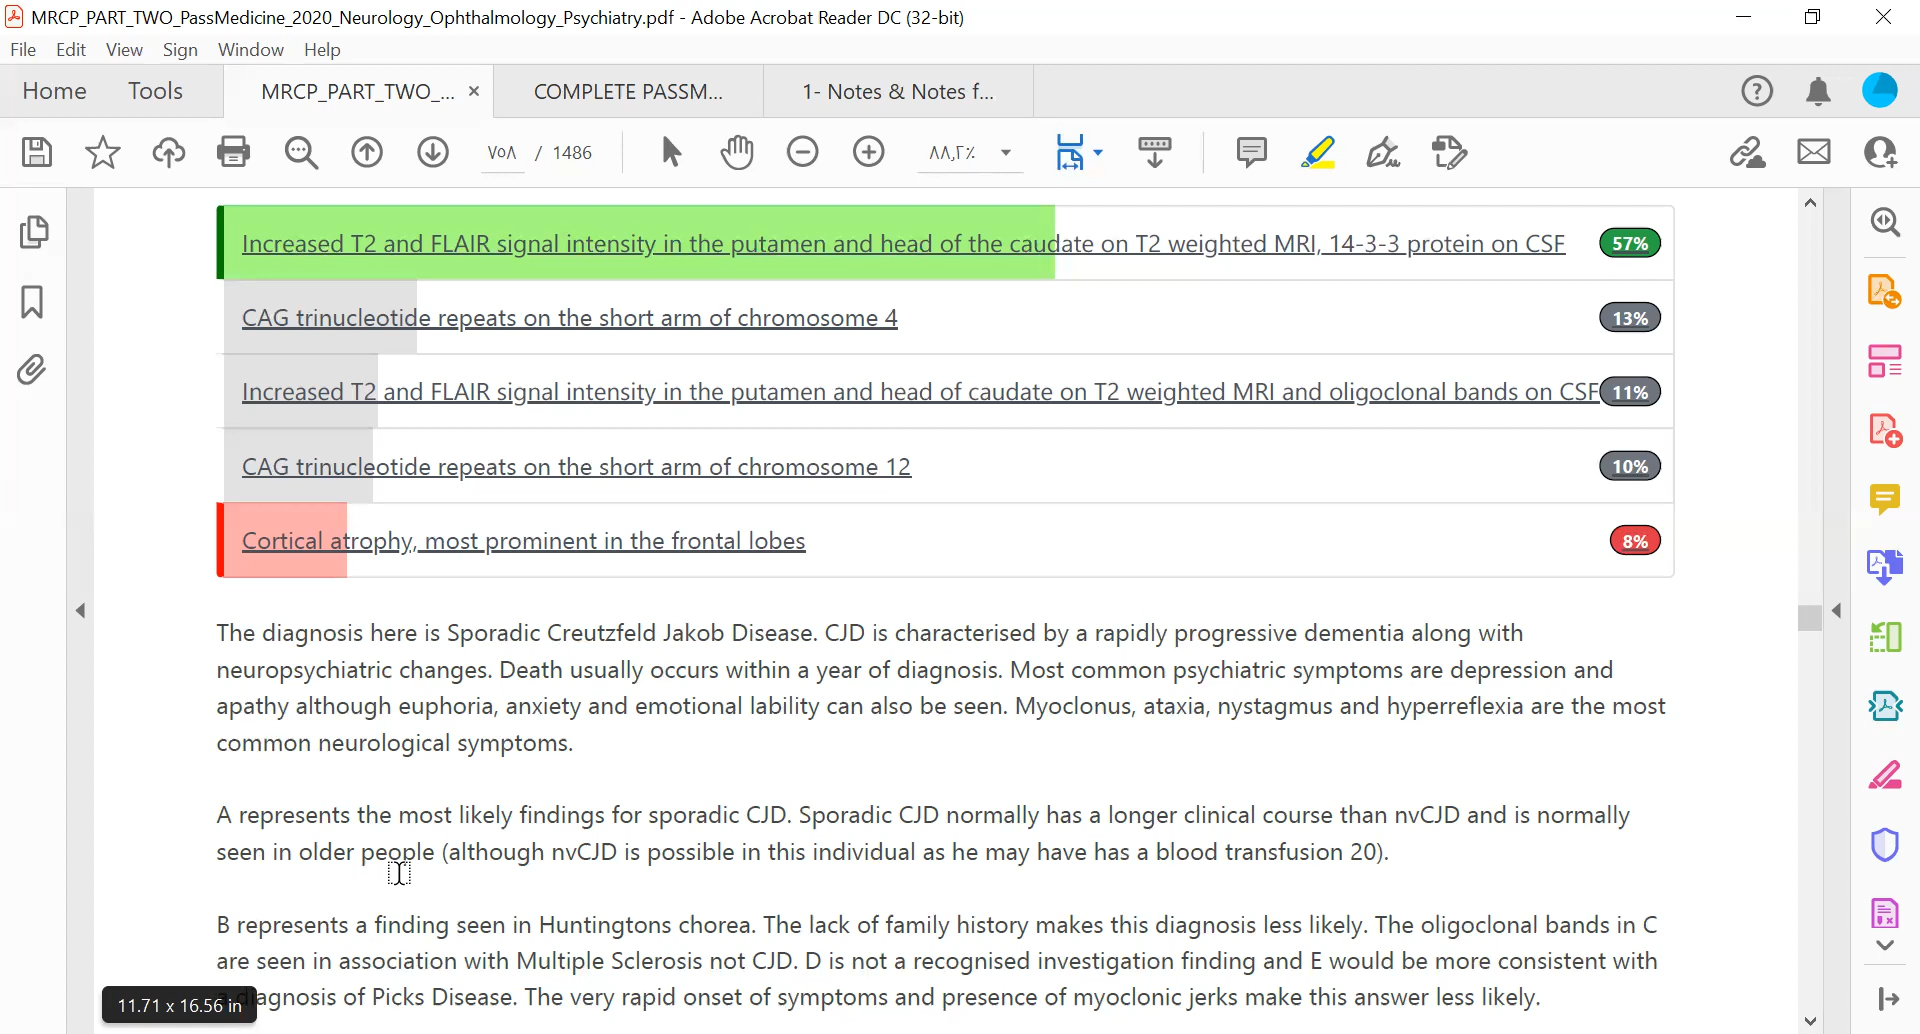 MRCP_PART_TWO_PassMedicine_2020_Neurology_Ophthalmology_Psychiatry.pdf - Adobe Acrobat Reader DC (32-bit)
File Edit View Sign Window Help
Home Tools MRCP_PART_TWO_... × COMPLETE PASSM... 1- Notes & Notes f...
٧٥٨ / 1486 ٨٨,٢٪
Increased T2 and FLAIR signal intensity in the putamen and head of the caudate on T2 weighted MRI, 14-3-3 protein on CSF 57%
CAG trinucleotide repeats on the short arm of chromosome 4 13%
Increased T2 and FLAIR signal intensity in the putamen and head of caudate on T2 weighted MRI and oligoclonal bands on CSF 11%
CAG trinucleotide repeats on the short arm of chromosome 12 10%
Cortical atrophy, most prominent in the frontal lobes 8%
The diagnosis here is Sporadic Creutzfeld Jakob Disease. CJD is characterised by a rapidly progressive dementia along with
neuropsychiatric changes. Death usually occurs within a year of diagnosis. Most common psychiatric symptoms are depression and
apathy although euphoria, anxiety and emotional lability can also be seen. Myoclonus, ataxia, nystagmus and hyperreflexia are the most
common neurological symptoms.
A represents the most likely findings for sporadic CJD. Sporadic CJD normally has a longer clinical course than nvCJD and is normally
seen in older people (although nvCJD is possible in this individual as he may have has a blood transfusion 20).
B represents a finding seen in Huntingtons chorea. The lack of family history makes this diagnosis less likely. The oligoclonal bands in C
are seen in association with Multiple Sclerosis not CJD. D is not a recognised investigation finding and E would be more consistent with
a diagnosis of Picks Disease. The very rapid onset of symptoms and presence of myoclonic jerks make this answer less likely.
11.71 x 16.56 in